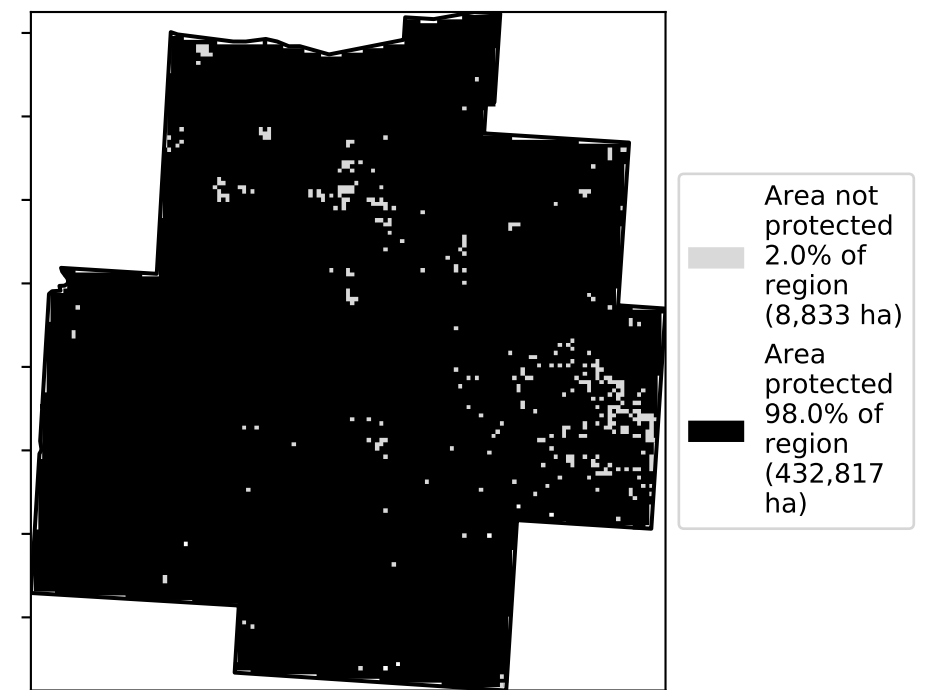 Area not
protected
2.0% of
region
(8,833 ha)
Area
protected
98.0% of
region
(432,817
ha)